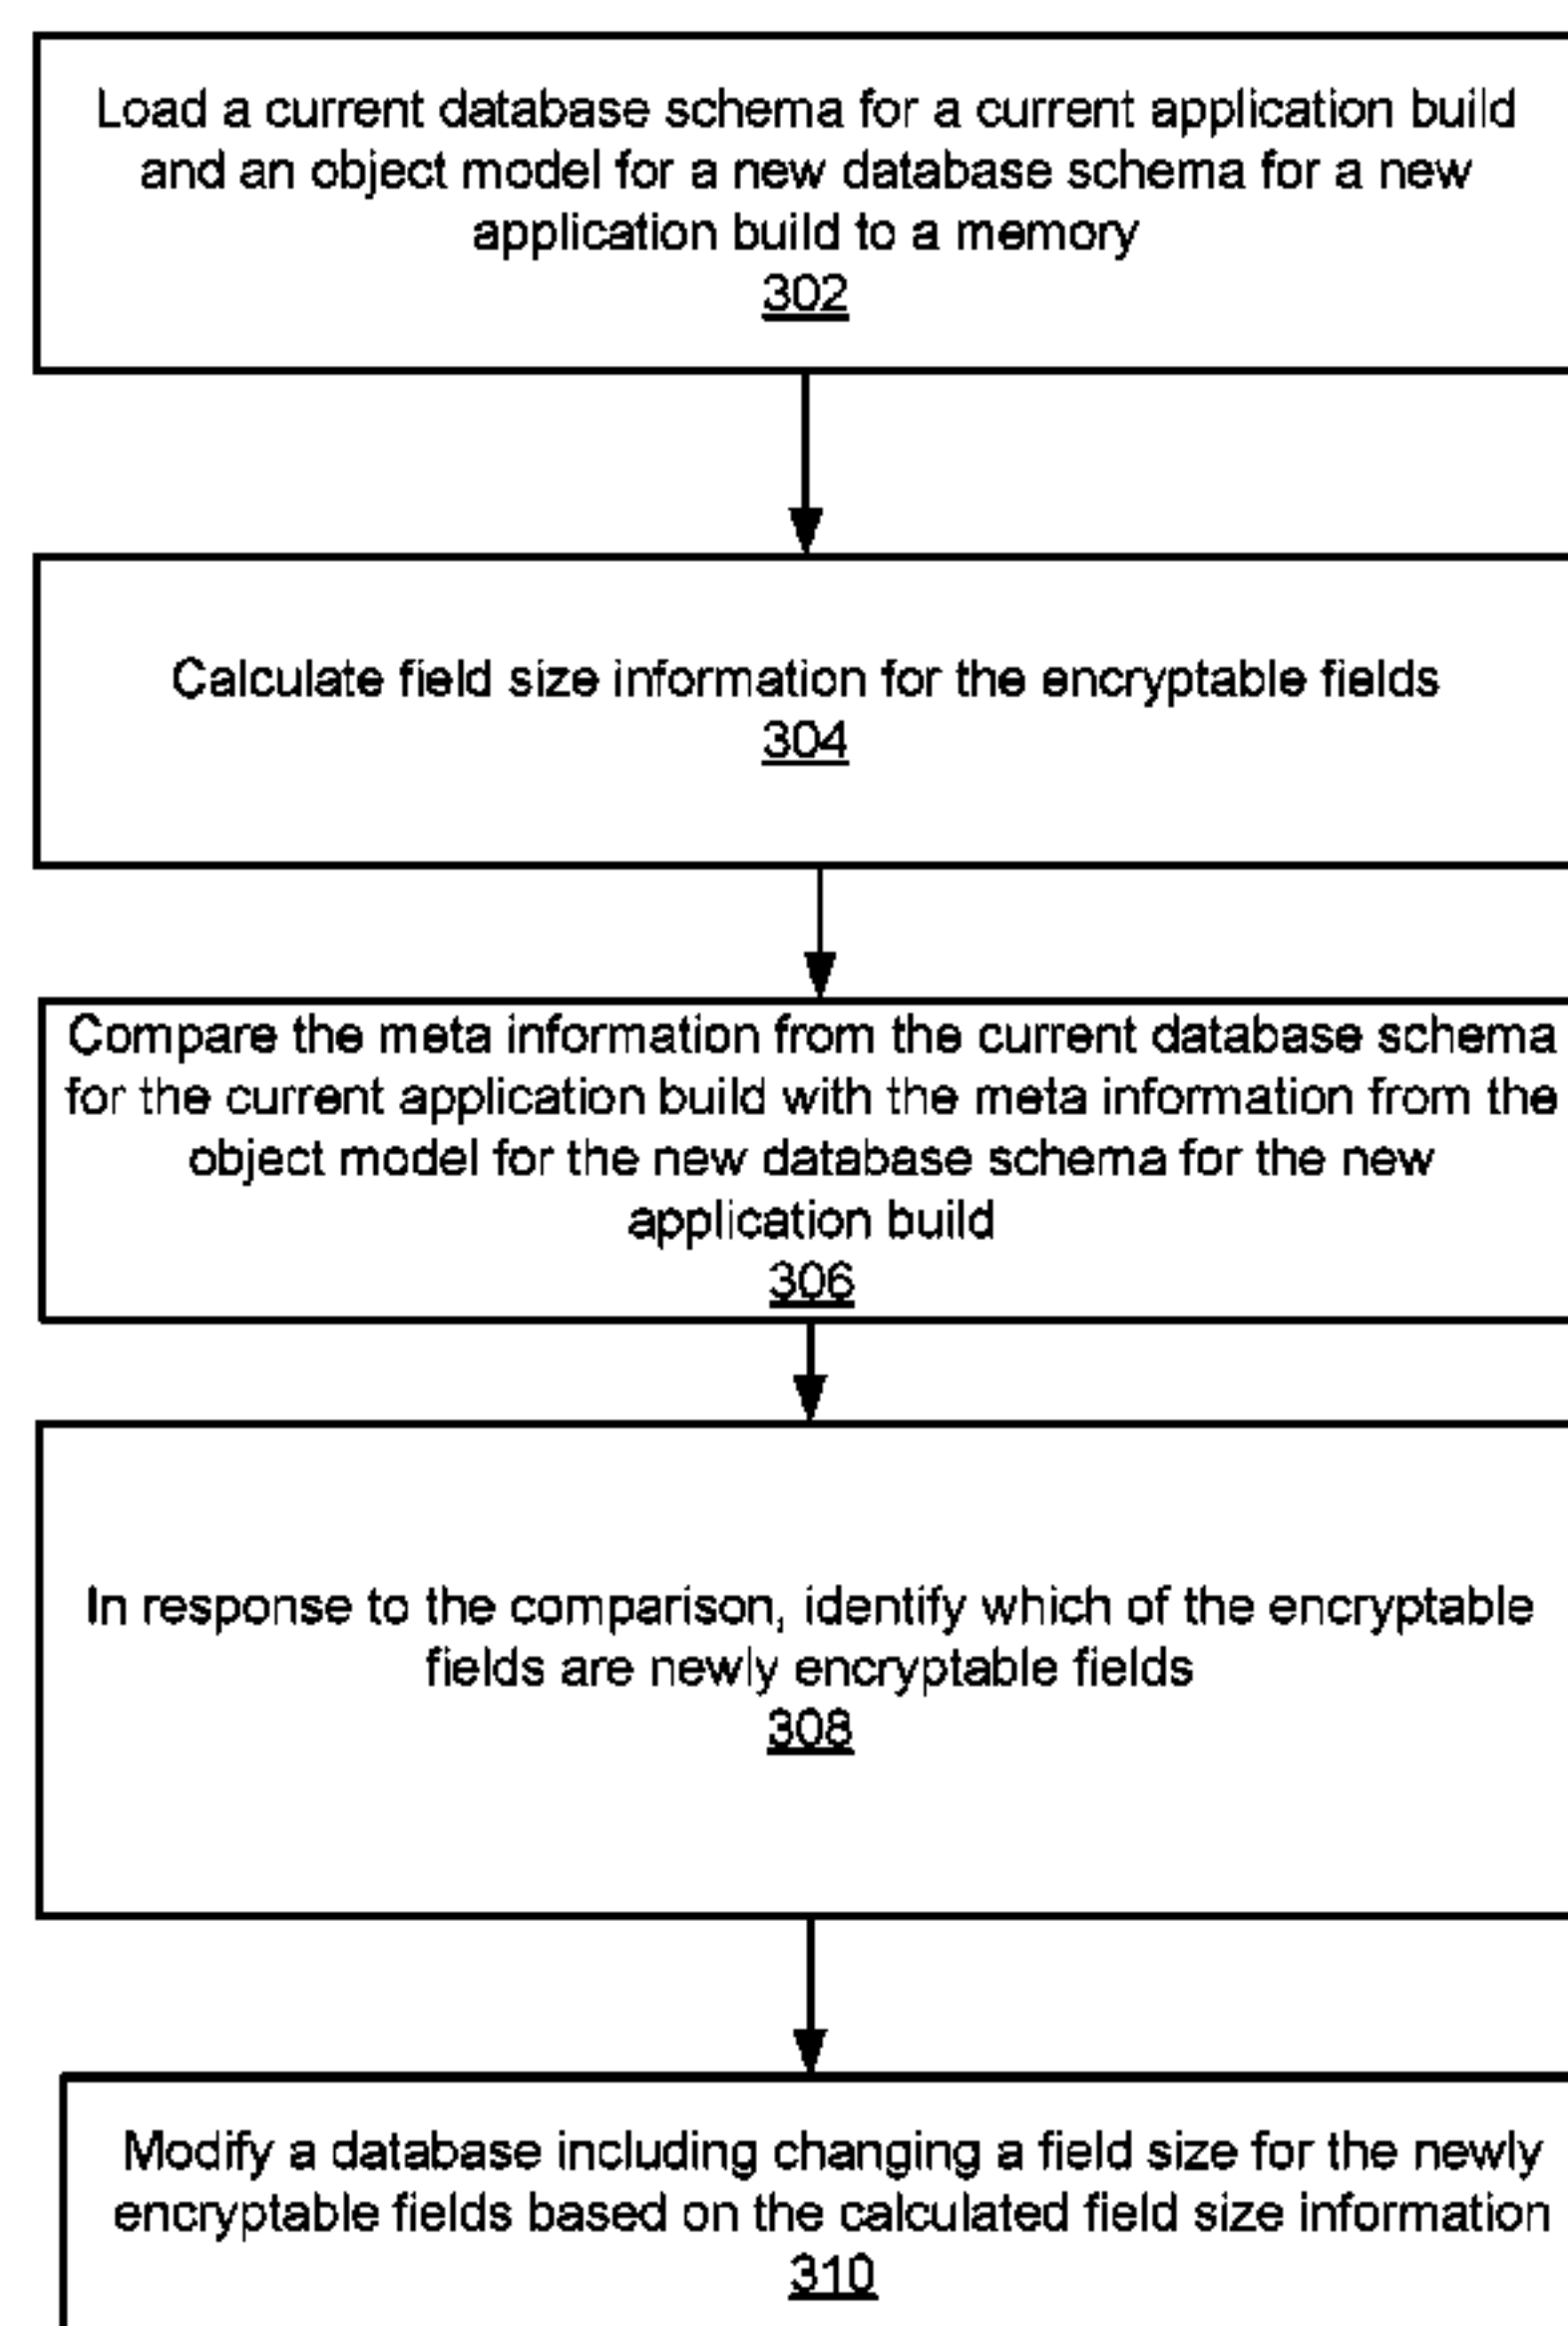 Load a current database schema for a current application build
and an object model for a new database schema for a new
application build to a memory
302
Calculate field size information for the encryptable fields
304
Compare the meta information from the current database schema
for the current application build with the meta information from the
object model for the new database schema for the new
application build
306
In response to the comparison, identify which of the encryptable
fields are newly encryptable fields
308
Modify a database including changing a field size for the newly
encryptable fields based on the calculated field size information
310